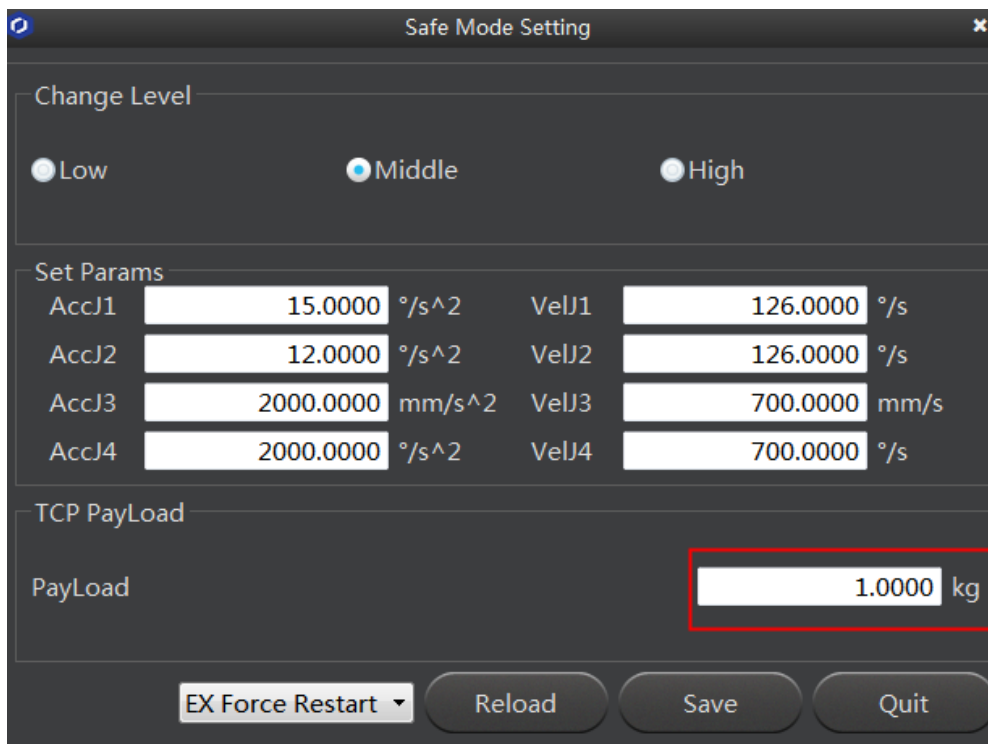 Safe Mode Setting
Change Level
Low Middle High
Set Params
AccJ1 15.0000 °/s^2 VelJ1 126.0000 °/s
AccJ2 12.0000 °/s^2 VelJ2 126.0000 °/s
AccJ3 2000.0000 mm/s^2 VelJ3 700.0000 mm/s
AccJ4 2000.0000 °/s^2 VelJ4 700.0000 °/s
TCP PayLoad
PayLoad 1.0000 kg
EX Force Restart Reload Save Quit